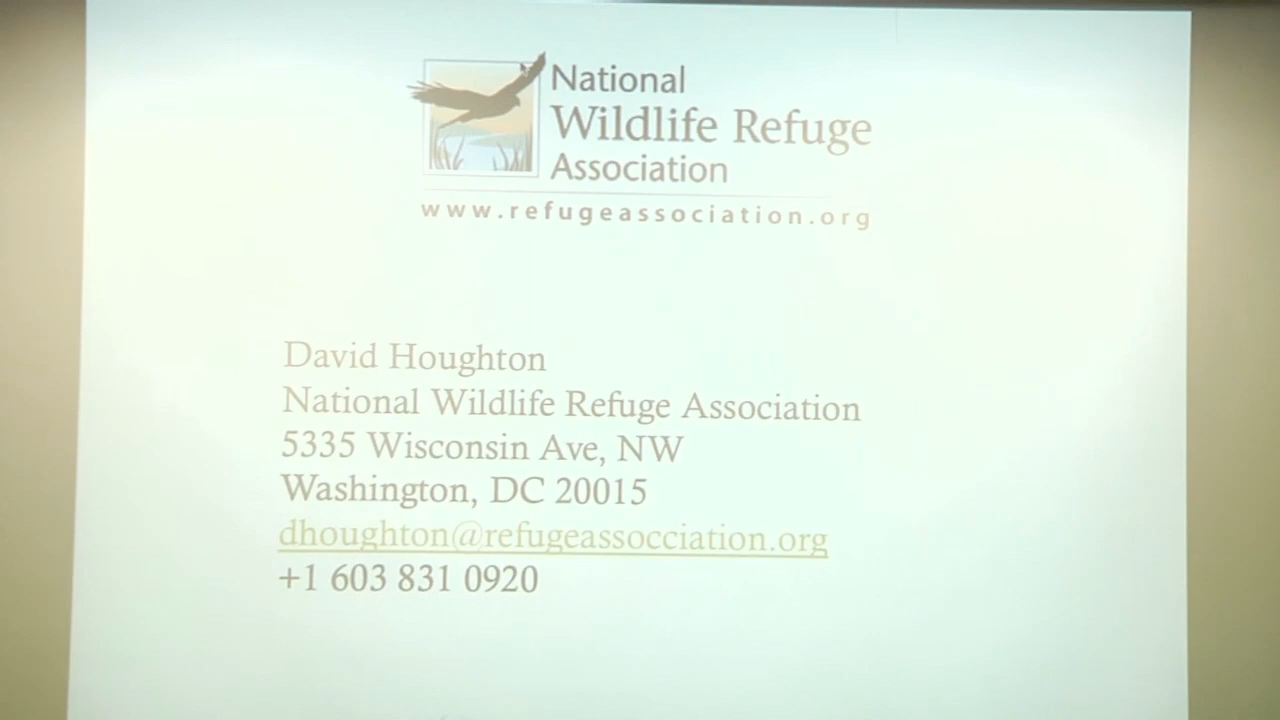 National
Wildlife Refuge
Association
www.refugeassociation.org
David Houghton
National Wildlife Refuge Association
5335 Wisconsin Ave, NW
Washington, DC 20015
dhoughton@refugeassocciation.org
+1 603 831 0920